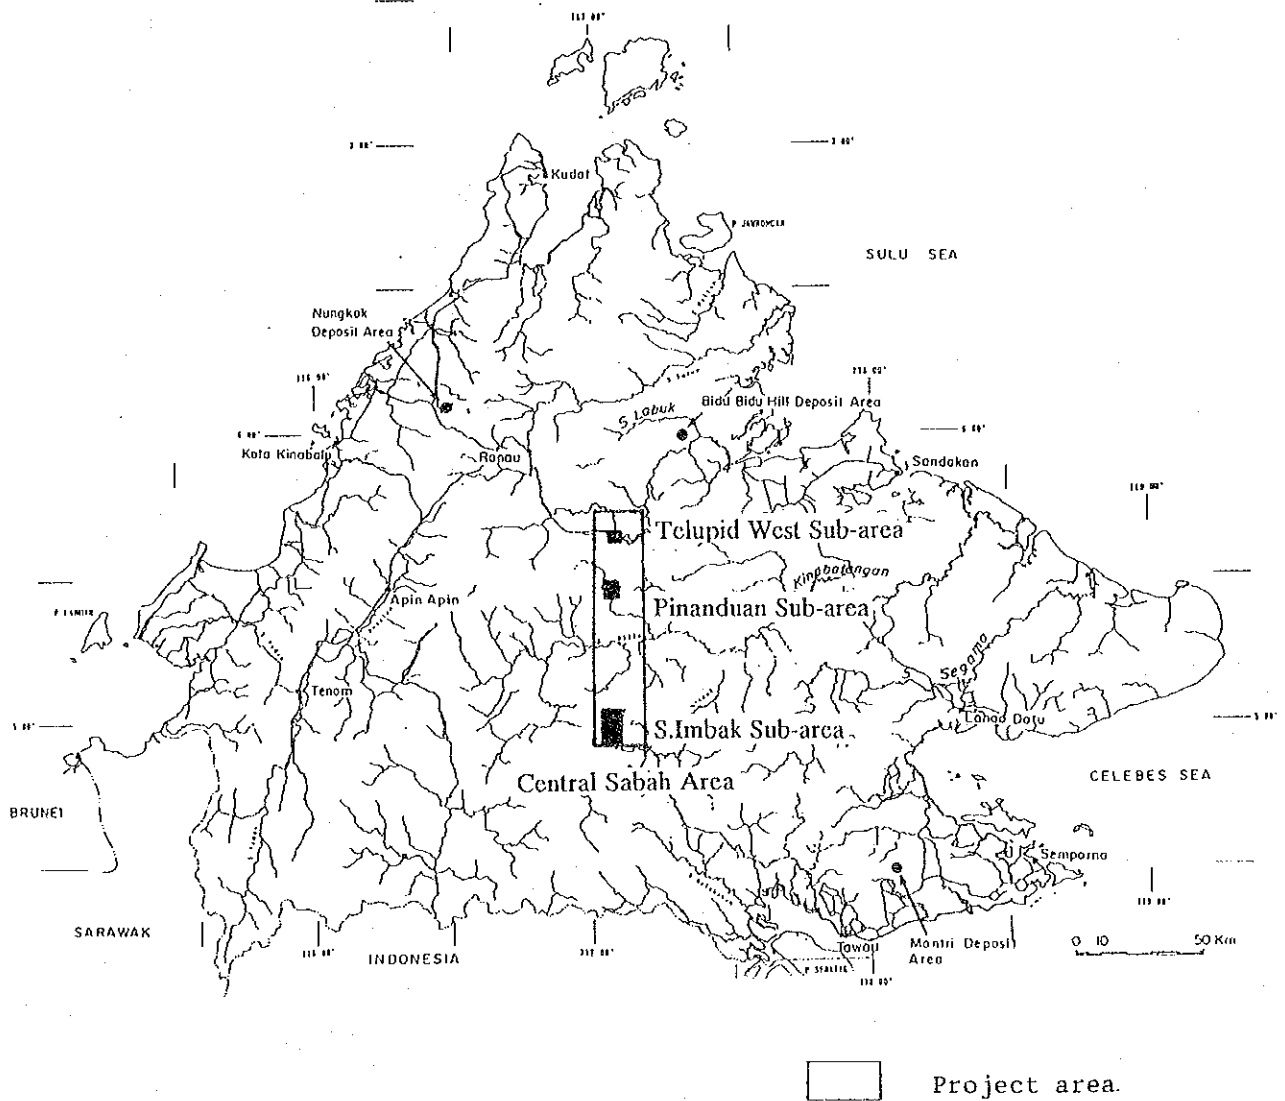 Kudat
SULU SEA
Nungkok
Deposit Area
S. Labuk
Bidu Bidu Hill Deposit Area
Kota Kinabalu
Ranau
Sandakan
Telupid West Sub-area
Kinabatangan
Apin Apin
Pinanduan Sub-area
Segama
Tenom
Lahad Datu
S.Imbak Sub-area
Central Sabah Area
CELEBES SEA
BRUNEI
Semporna
SARAWAK
INDONESIA
Tawau
Mantri Deposit
Area
0 10 50 Km
Project area.